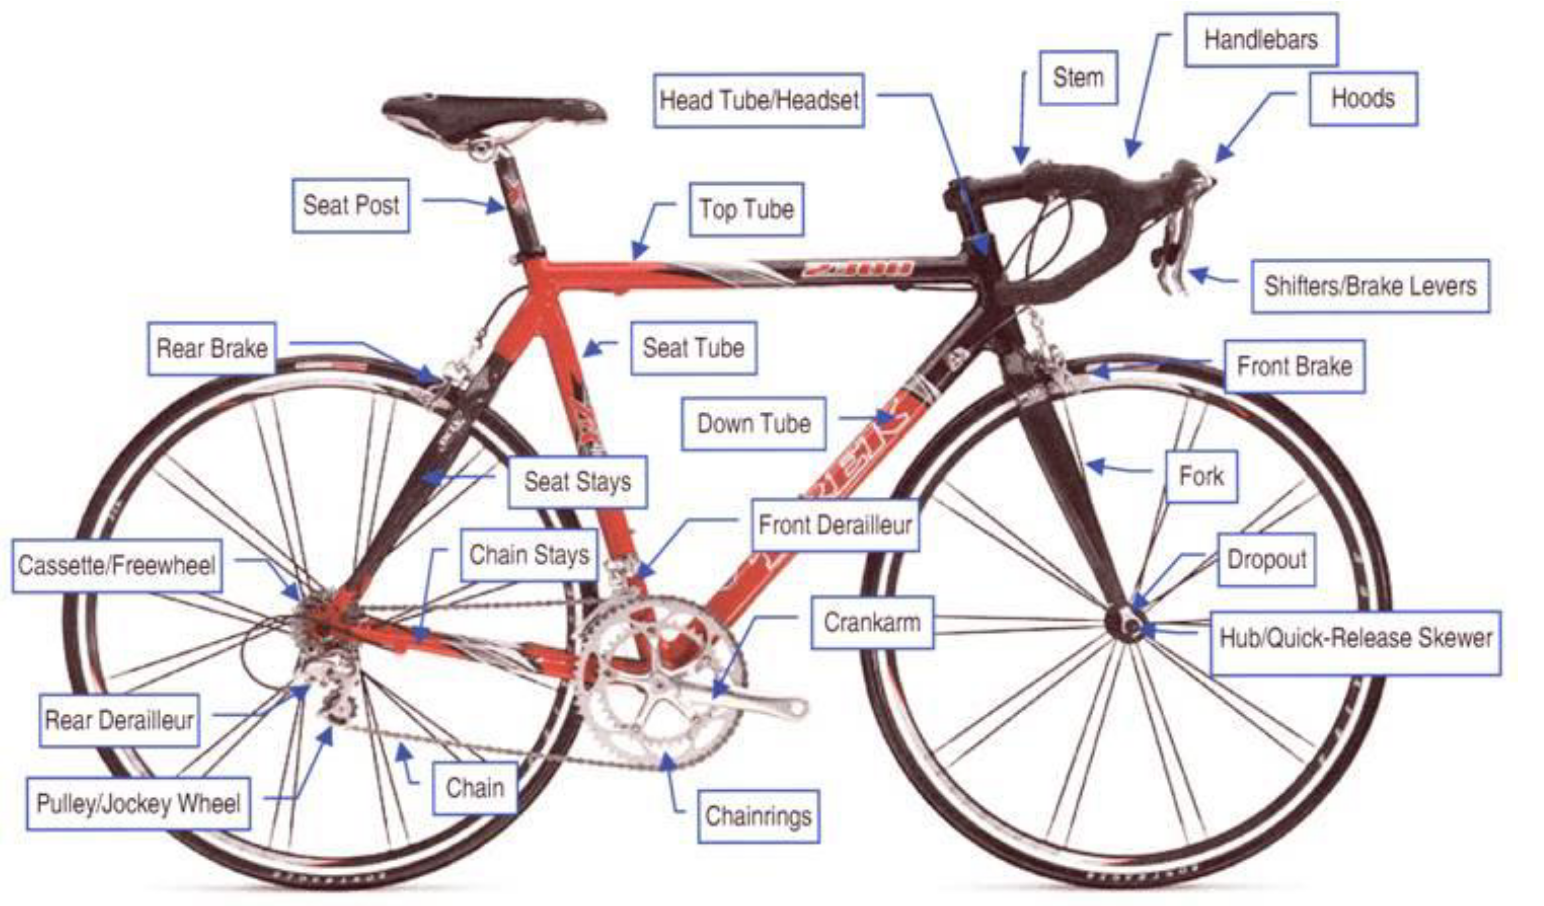 Handlebars
Stem
Head Tube/Headset
Hoods
Seat Post
Top Tube
2300
Shifters/Brake Levers
Rear Brake
Seat Tube
Front Brake
Down Tube
Seat Stays
Fork
Front Derailleur
Chain Stays
Cassette/Freewheel
Dropout
Crankarm
Hub/Quick-Release Skewer
Rear Derailleur
Chain
Pulley/Jockey Wheel
Chainrings